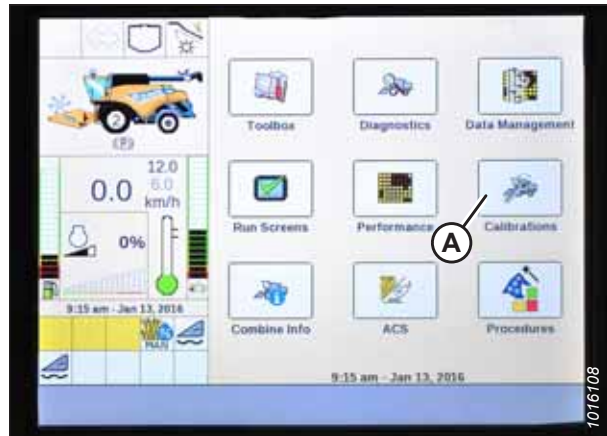 Toolbox
Diagnostics
Data Management
2
(P)
12.0
0.0
6.0
km/h
Run Screens
Performance
A
Calibrations
0%
9:15 am - Jan 13, 2016
MAN
Combine Info
ACS
Procedures
9:15 am - Jan 13, 2016
1016108